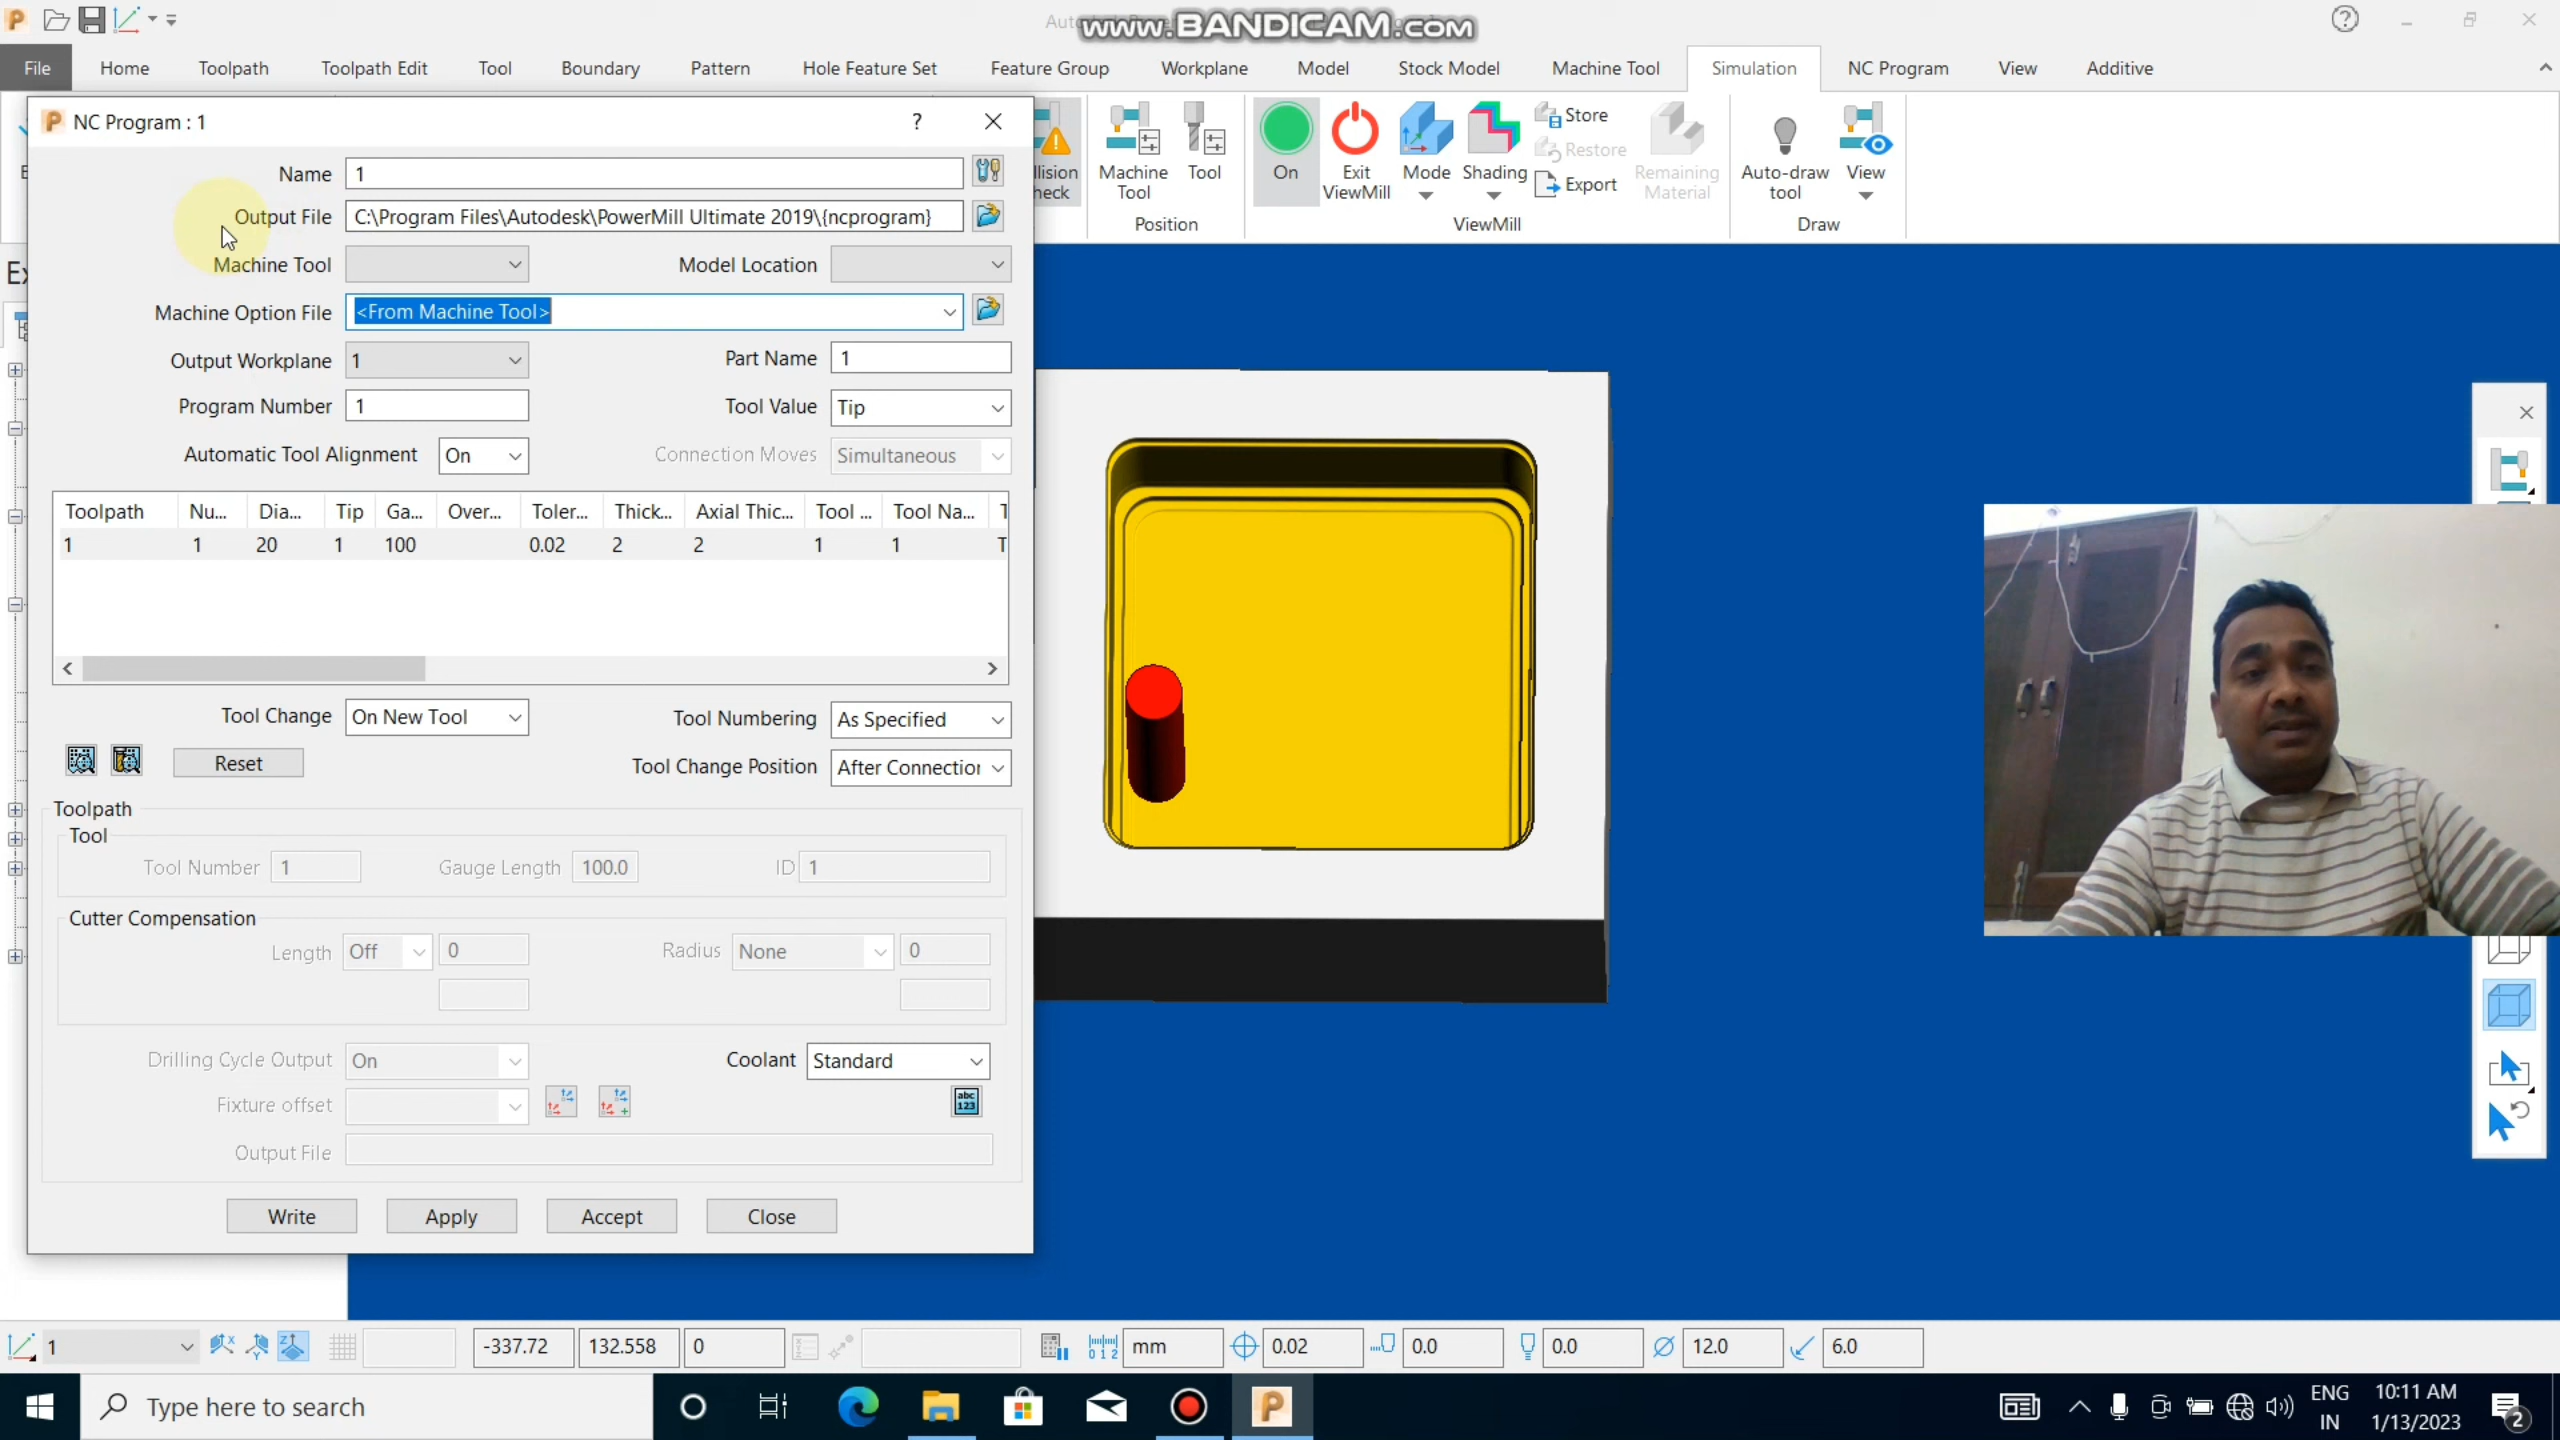 www.BANDICAM.com
File Home Toolpath Toolpath Edit Tool Boundary Pattern Hole Feature Set Feature Group Workplane Model Stock Model Machine Tool Simulation NC Program View Additive
NC Program : 1
?
Name 1
Output File C:\Program Files\Autodesk\PowerMill Ultimate 2019\{ncprogram}
Machine Tool Model Location
Machine Option File <From Machine Tool>
Output Workplane 1 Part Name 1
Program Number 1 Tool Value Tip
Automatic Tool Alignment On Connection Moves Simultaneous
Toolpath Nu... Dia... Tip Ga... Over... Toler... Thick... Axial Thic... Tool ... Tool Na...
1 1 20 1 100 0.02 2 2 1 1 T
Tool Change On New Tool Tool Numbering As Specified
Reset Tool Change Position After Connection
Toolpath
Tool
Tool Number 1 Gauge Length 100.0 ID 1
Cutter Compensation
Length Off 0 Radius None 0
Drilling Cycle Output On Coolant Standard
Fixture offset
abc
123
Output File
Write Apply Accept Close
Machine
Tool
Tool
Position
On
Exit
ViewMill
Mode
Shading
Store
Restore
Export
Remaining
Material
ViewMill
Auto-draw
tool
View
Draw
1 -337.72 132.558 0 mm 0.02 0.0 0.0 12.0 6.0
Type here to search
ENG
IN
10:11 AM
1/13/2023
2